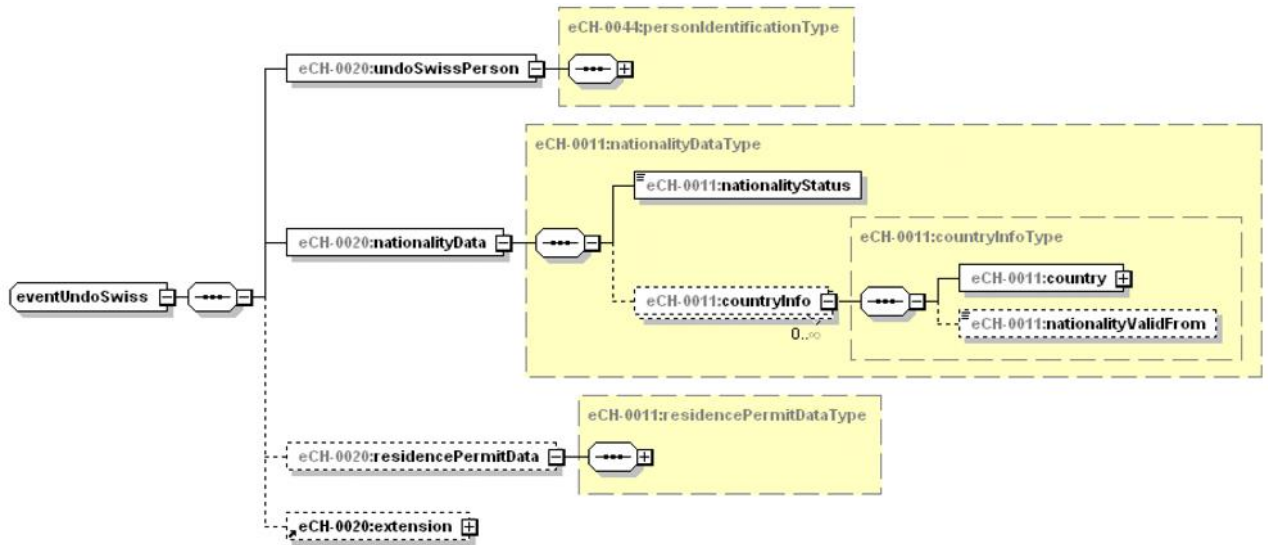 eCH-0044:personIdentificationType
eCH-0020:undoSwissPerson
eCH-0011:nationalityDataType
eCH-0011:nationalityStatus
eCH-0020:nationalityData
eCH-0011:countryInfoType
eCH-0011:country
eventUndoSwiss
eCH-0011:countryInfo
0..∞
eCH-0011:nationalityValidFrom
eCH-0011:residencePermitDataType
eCH-0020:residencePermitData
eCH-0020:extension